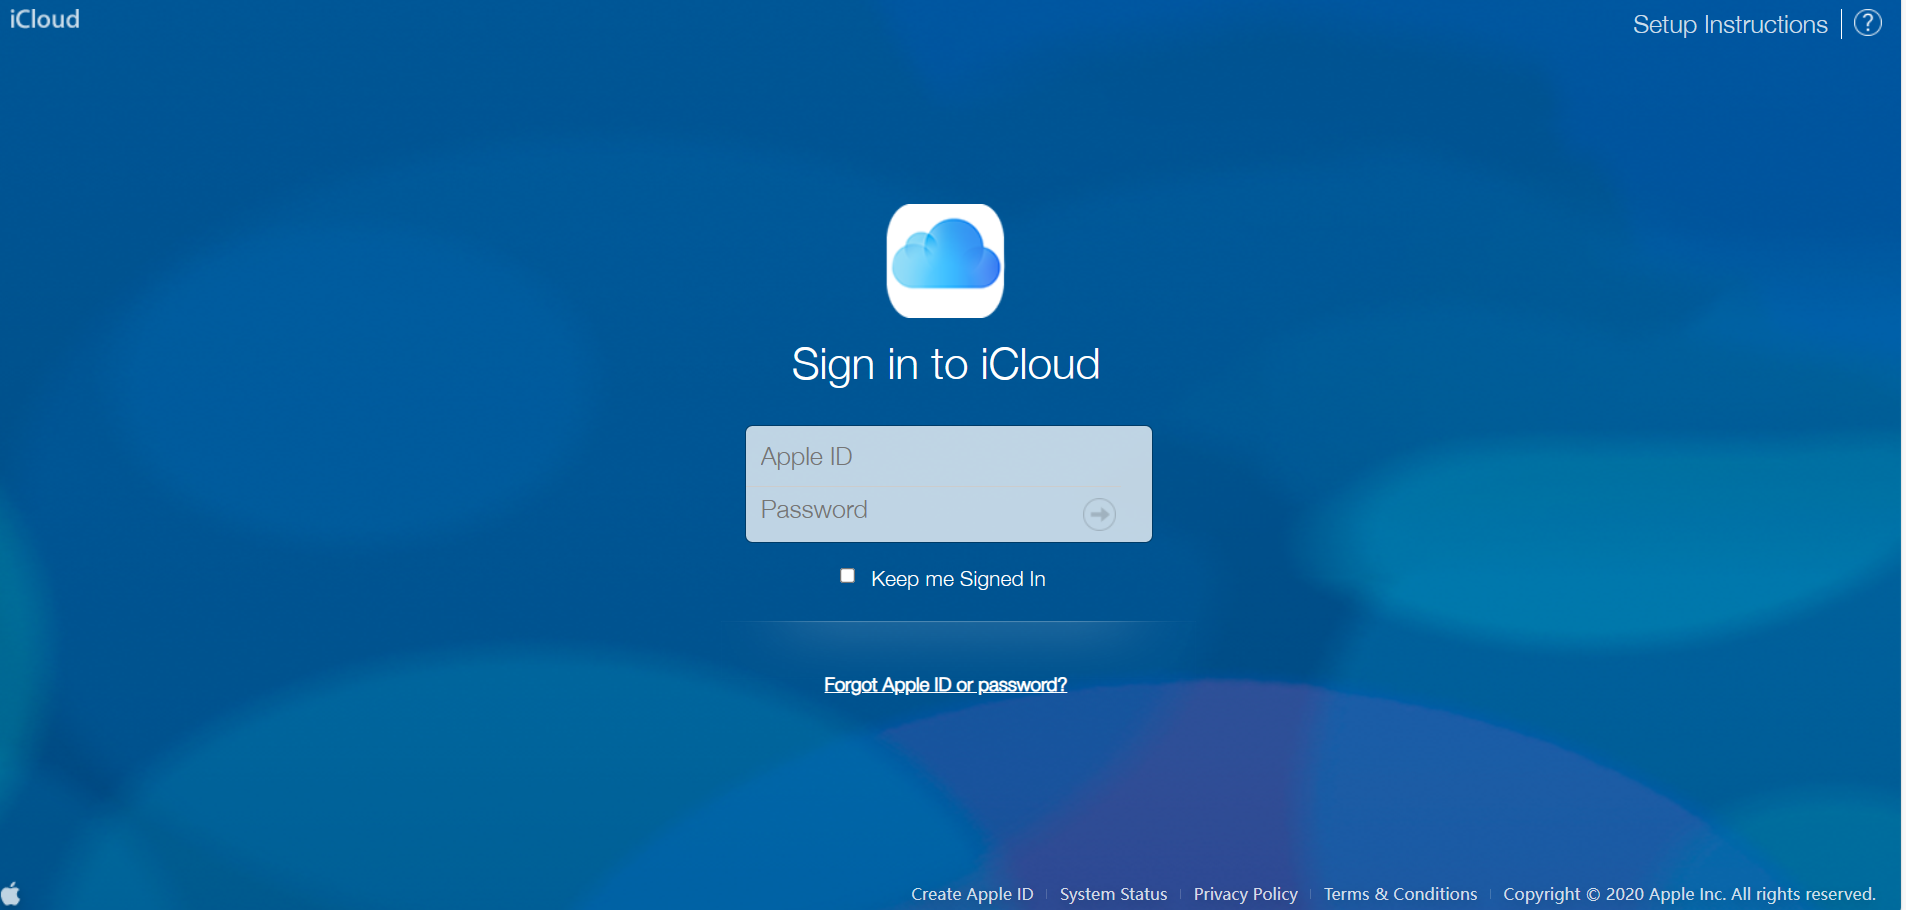 iCloud
Setup Instructions
?
Sign in to iCloud
Apple ID
Password
Keep me Signed In
Forgot Apple ID or password?
Create Apple ID System Status Privacy Policy Terms & Conditions Copyright © 2020 Apple Inc. All rights reserved.